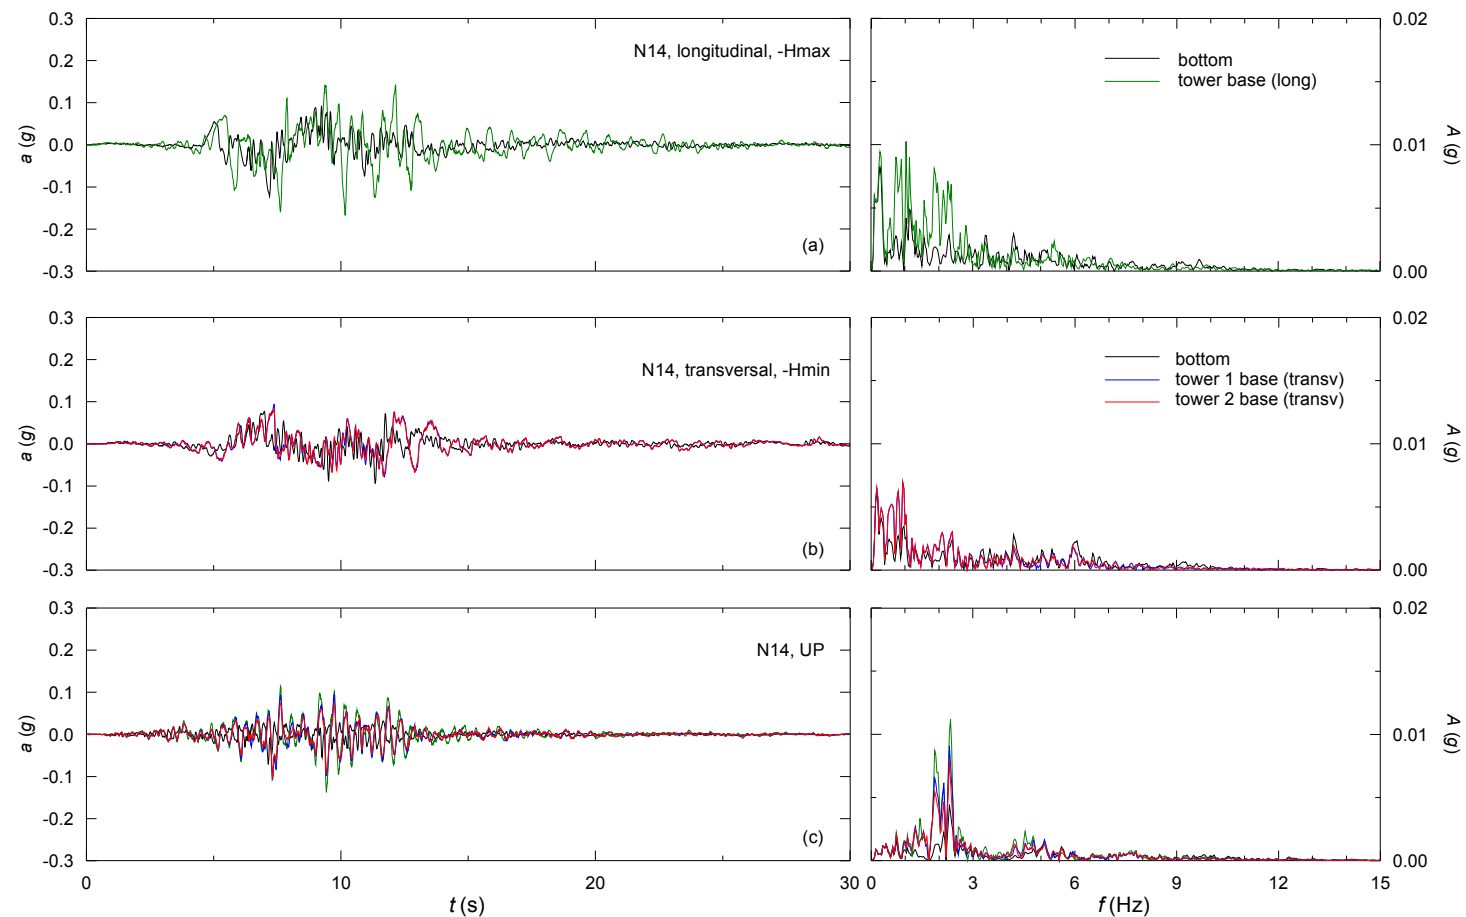 0.3
0.2
0.1
0.0
-0.1
-0.2
-0.3
a (g)
N14, longitudinal, -Hmax
(a)
bottom
tower base (long)
0.02
0.01
0.00
A (g)
0.3
0.2
0.1
0.0
-0.1
-0.2
-0.3
a (g)
N14, transversal, -Hmin
(b)
bottom
tower 1 base (transv)
tower 2 base (transv)
0.02
0.01
0.00
A (g)
0.3
0.2
0.1
0.0
-0.1
-0.2
-0.3
a (g)
N14, UP
(c)
0.02
0.01
0.00
A (g)
0 10 20 30
t (s)
0 3 6 9 12 15
f (Hz)